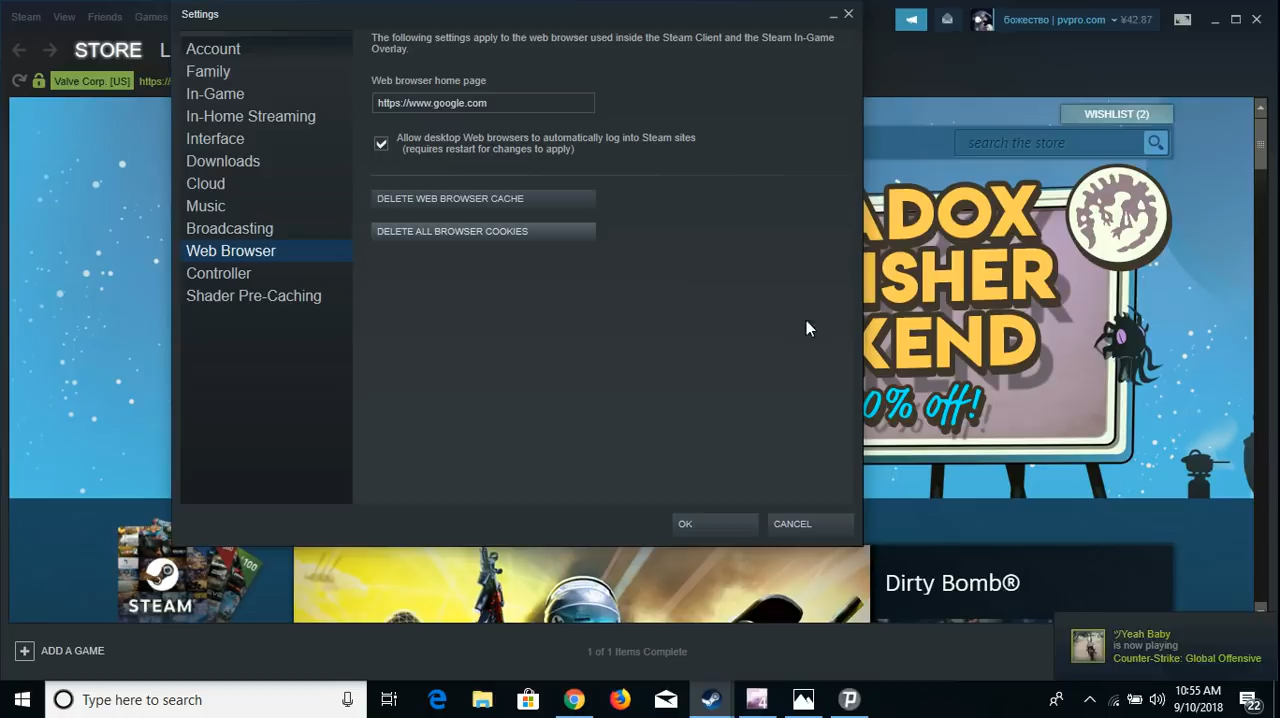 Steam View Friends Games
Settings
божество | pvpro.com ¥42.87
STORE L
Valve Corp. [US] https:/
Account
Family
In-Game
In-Home Streaming
Interface
Downloads
Cloud
Music
Broadcasting
Web Browser
Controller
Shader Pre-Caching
The following settings apply to the web browser used inside the Steam Client and the Steam In-Game
Overlay.
Web browser home page
https://www.google.com
Allow desktop Web browsers to automatically log into Steam sites
(requires restart for changes to apply)
DELETE WEB BROWSER CACHE
DELETE ALL BROWSER COOKIES
OK CANCEL
WISHLIST (2)
search the store
ADOX
ISHER
KEND
0% off!
$100
STEAM
Dirty Bomb®
ADD A GAME
1 of 1 Items Complete
ツYeah Baby
is now playing
Counter-Strike: Global Offensive
Type here to search
10:55 AM
9/10/2018
22